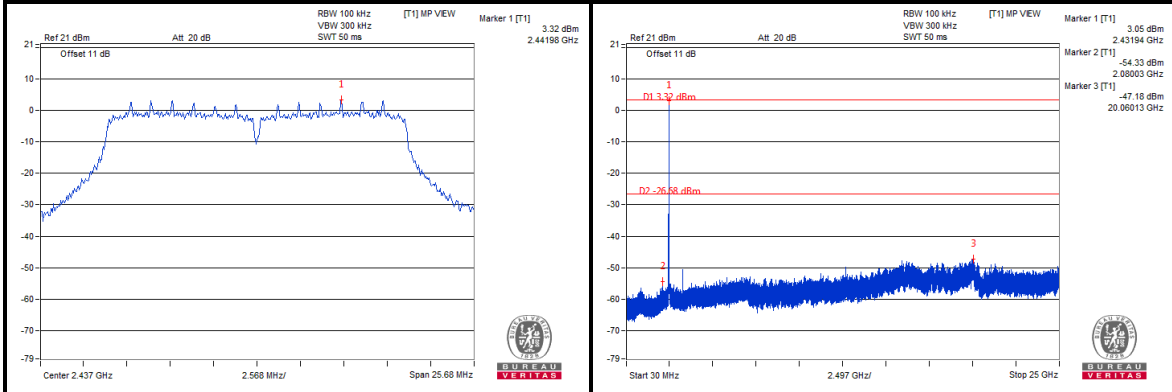 RBW 100 kHz [T1] MP VIEW
VBW 300 kHz
Ref 21 dBm Att 20 dB SWT 50 ms
Marker 1 [T1]
3.32 dBm
2.44198 GHz
21
Offset 11 dB
10
0
-10
-20
-30
-40
-50
-60
-70
-79
1
Center 2.437 GHz 2.568 MHz/ Span 25.68 MHz
BUREAU VERITAS
1828
BUREAU
VERITAS
RBW 100 kHz [T1] MP VIEW
VBW 300 kHz
Ref 21 dBm Att 20 dB SWT 50 ms
Marker 1 [T1]
3.05 dBm
2.43194 GHz
Marker 2 [T1]
-54.33 dBm
2.08003 GHz
Marker 3 [T1]
-47.18 dBm
20.06013 GHz
21
Offset 11 dB
10
0
-10
-20
-30
-40
-50
-60
-70
-79
1
D1 3.32 dBm
D2 -26.68 dBm
2
3
Start 30 MHz 2.497 GHz/ Stop 25 GHz
BUREAU VERITAS
1828
BUREAU
VERITAS